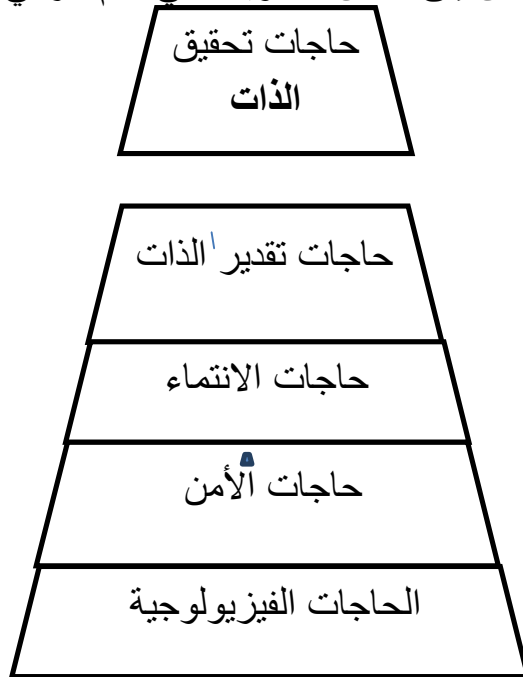 حاجات تحقيق
الذات
حاجات تقدير الذات
حاجات الانتماء
حاجات الأمن
الحاجات الفيزيولوجية